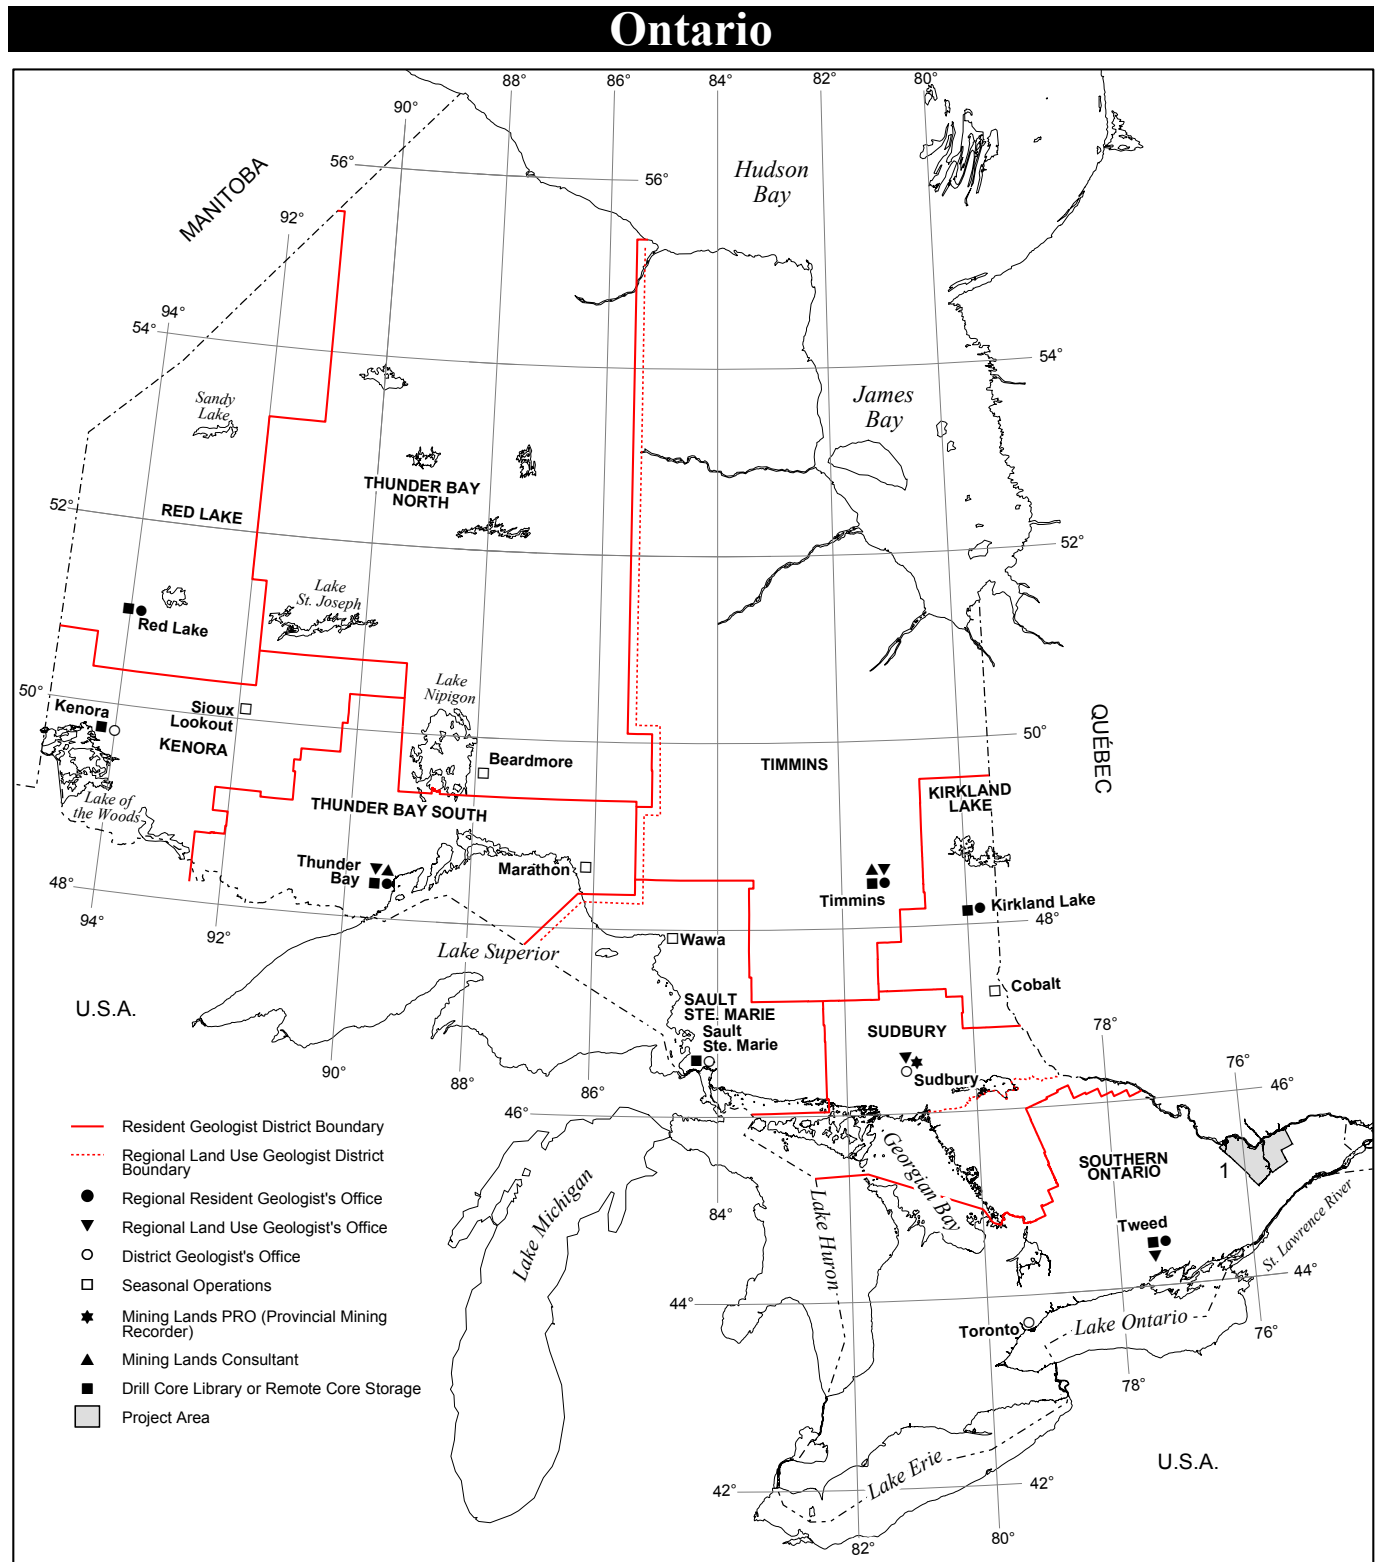 Ontario
88°
86°
84°
82°
80°
90°
56°
56°
Hudson
Bay
MANITOBA
92°
94°
54°
54°
Sandy
Lake
James
Bay
THUNDER BAY
NORTH
52°
RED LAKE
52°
Lake
St. Joseph
Red Lake
50°
Lake
Nipigon
Kenora
Sioux
Lookout
KENORA
50°
QUÉBEC
Beardmore
TIMMINS
KIRKLAND
LAKE
Lake of
the Woods
THUNDER BAY SOUTH
Thunder
Bay
Marathon
48°
Timmins
Kirkland Lake
48°
94°
92°
Wawa
Lake Superior
Cobalt
U.S.A.
SAULT
STE. MARIE
Sault
Ste. Marie
SUDBURY
78°
Sudbury
76°
46°
90°
88°
86°
46°
Resident Geologist District Boundary
Regional Land Use Geologist District
Boundary
Regional Resident Geologist's Office
Regional Land Use Geologist's Office
District Geologist's Office
Seasonal Operations
Mining Lands PRO (Provincial Mining
Recorder)
Mining Lands Consultant
Drill Core Library or Remote Core Storage
Project Area
Lake Michigan
Georgian Bay
Lake Huron
SOUTHERN
ONTARIO
1
84°
Tweed
St. Lawrence River
44°
44°
Toronto
Lake Ontario
76°
78°
Lake Erie
U.S.A.
42°
42°
80°
82°